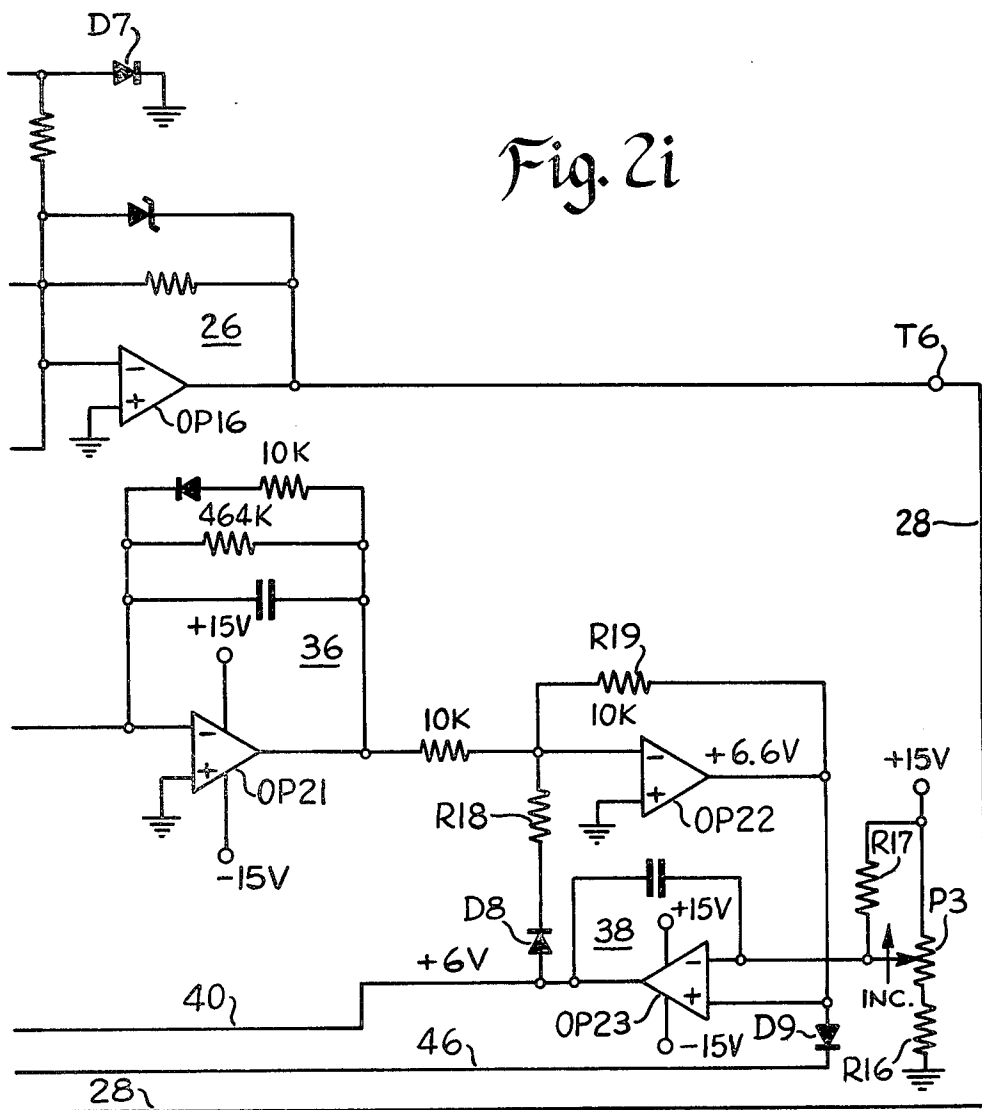 D7
Fig. 2i
26
-
+
OP16
T6
10K
464K
28
+15V
36
R19
10K
10K
-
+
OP21
-15V
+6.6V
+15V
-
+
OP22
R18
R17
P3
D8
38
+15V
+6V
-
+
INC.
OP23
-15V
D9
R16
40
46
28